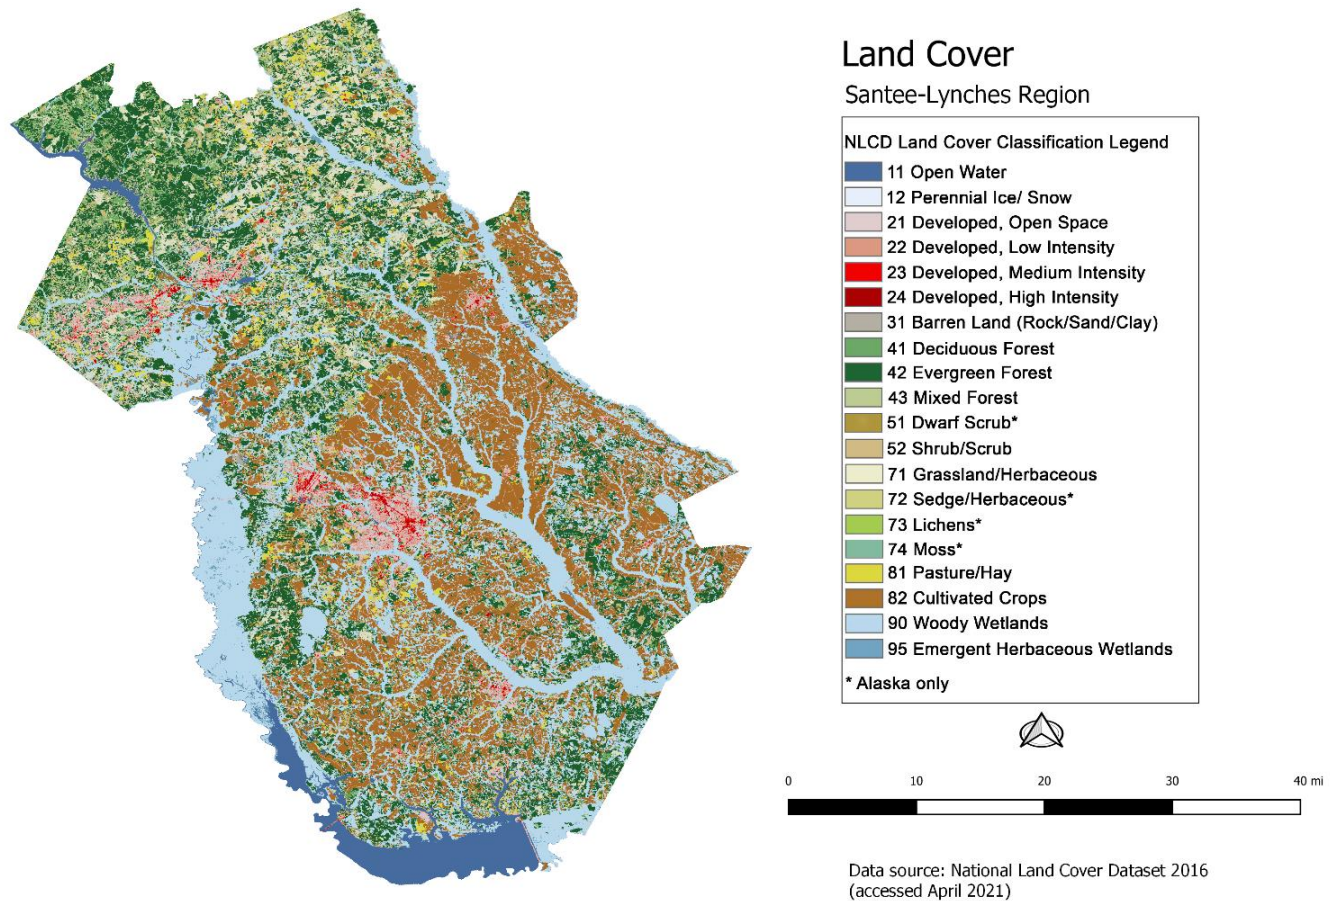 Land Cover
Santee-Lynches Region
NLCD Land Cover Classification Legend
11 Open Water
12 Perennial Ice/ Snow
21 Developed, Open Space
22 Developed, Low Intensity
23 Developed, Medium Intensity
24 Developed, High Intensity
31 Barren Land (Rock/Sand/Clay)
41 Deciduous Forest
42 Evergreen Forest
43 Mixed Forest
51 Dwarf Scrub*
52 Shrub/Scrub
71 Grassland/Herbaceous
72 Sedge/Herbaceous*
73 Lichens*
74 Moss*
81 Pasture/Hay
82 Cultivated Crops
90 Woody Wetlands
95 Emergent Herbaceous Wetlands
* Alaska only
0 10 20 30 40 mi
Data source: National Land Cover Dataset 2016
(accessed April 2021)